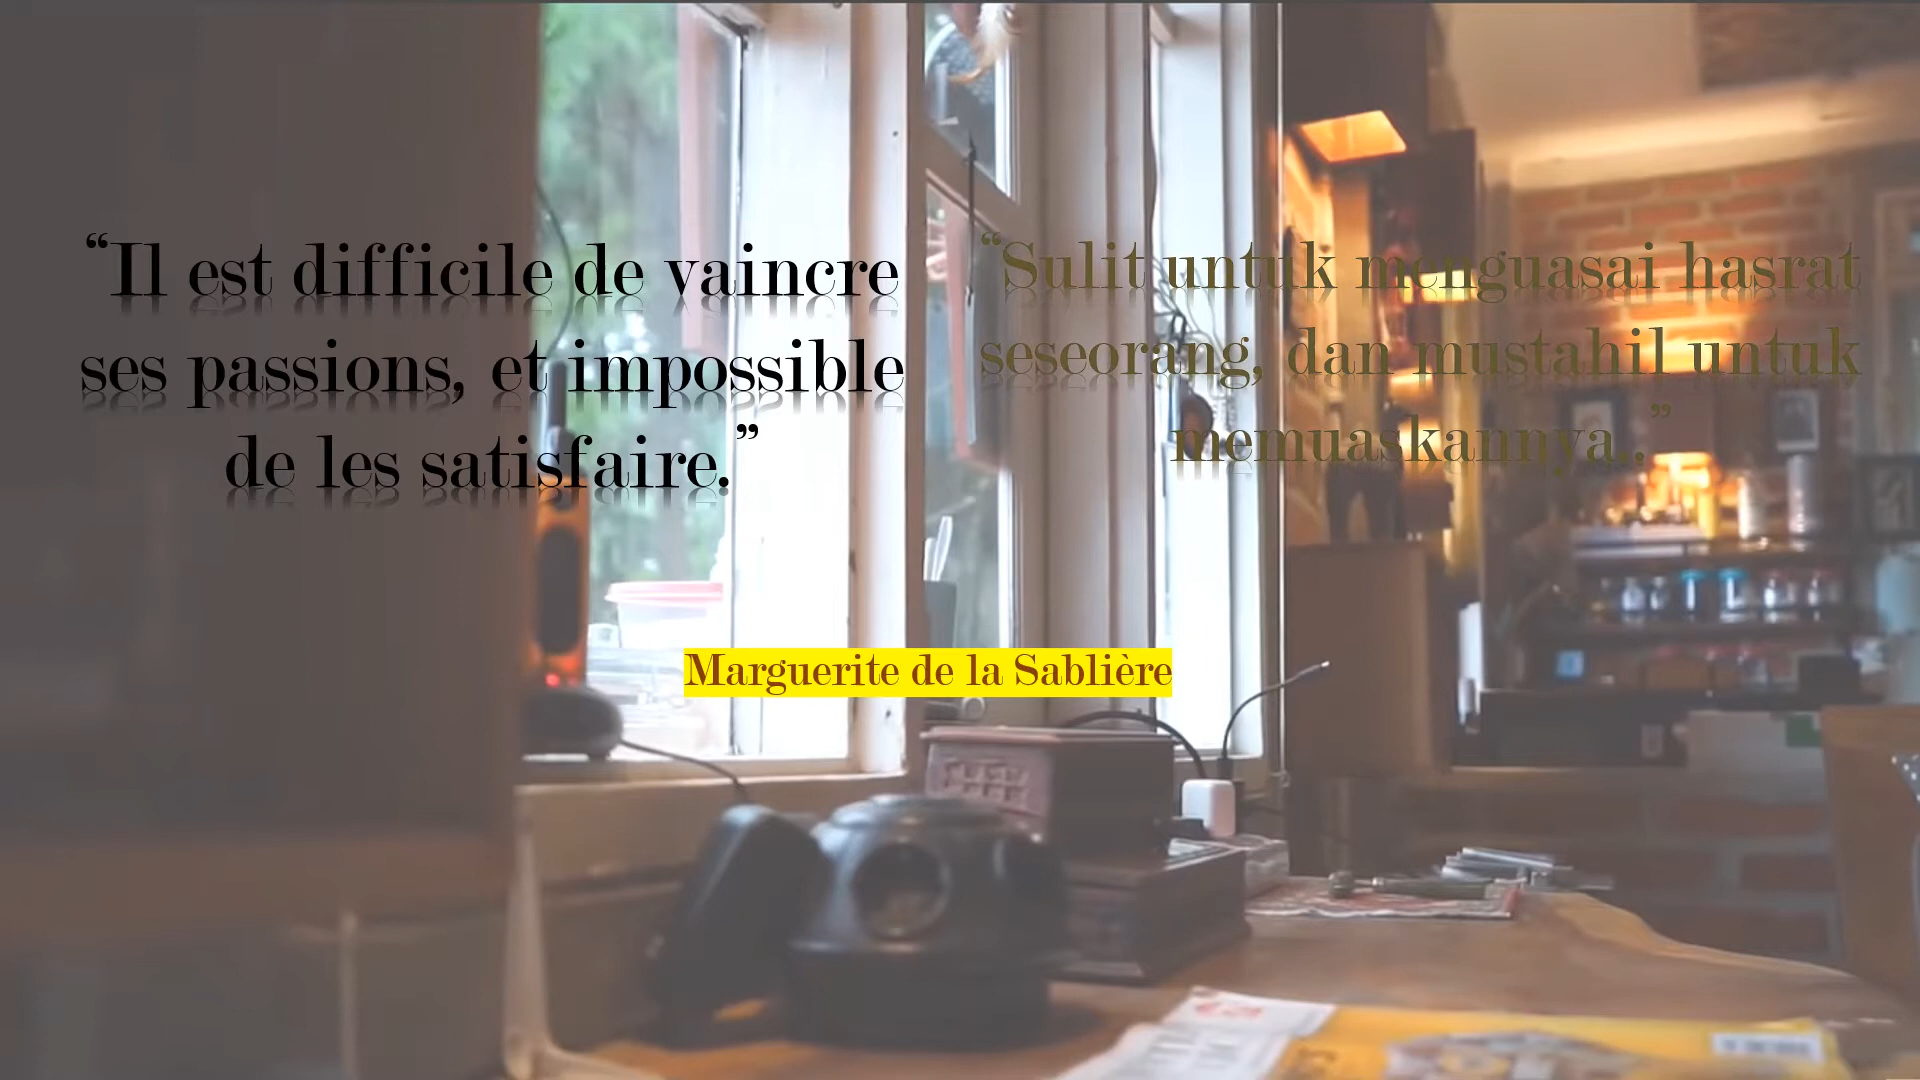 “Il est difficile de vaincre
ses passions, et impossible
de les satisfaire.”
“Sulit untuk menguasai hasrat
seseorang, dan mustahil untuk
memuaskannya..”
Marguerite de la Sablière